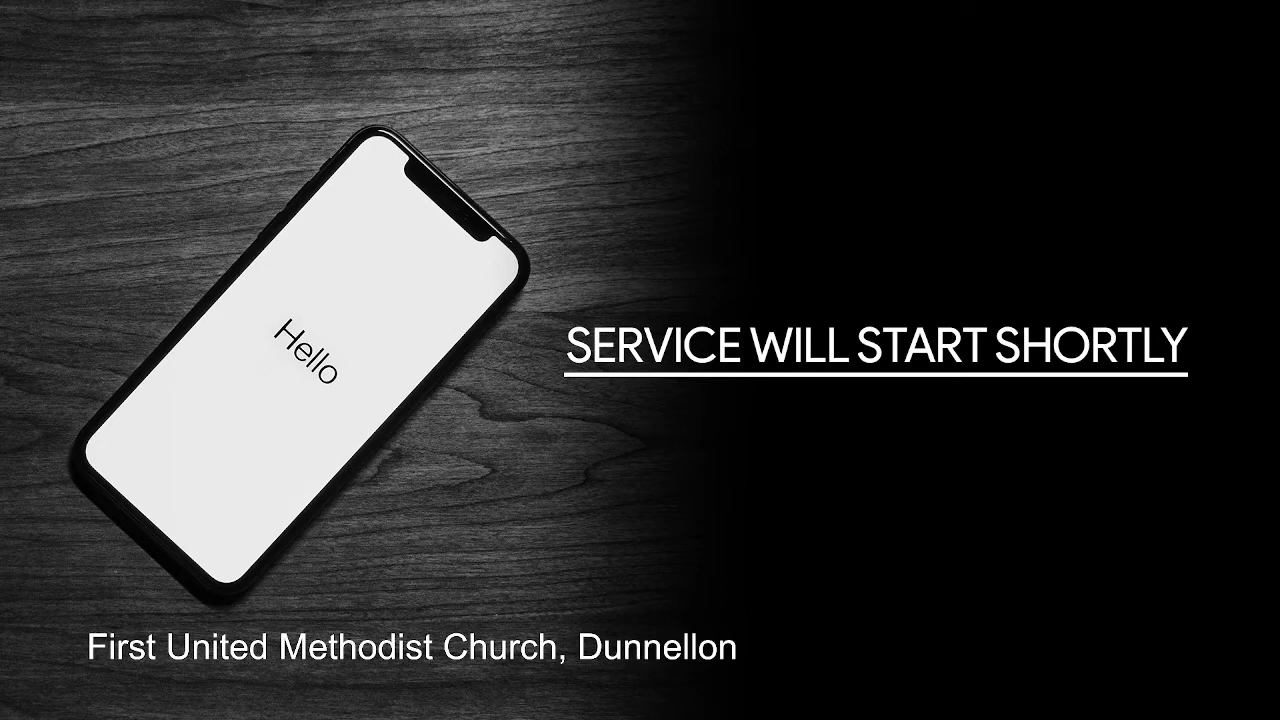 Hello
SERVICE WILL START SHORTLY
First United Methodist Church, Dunnellon